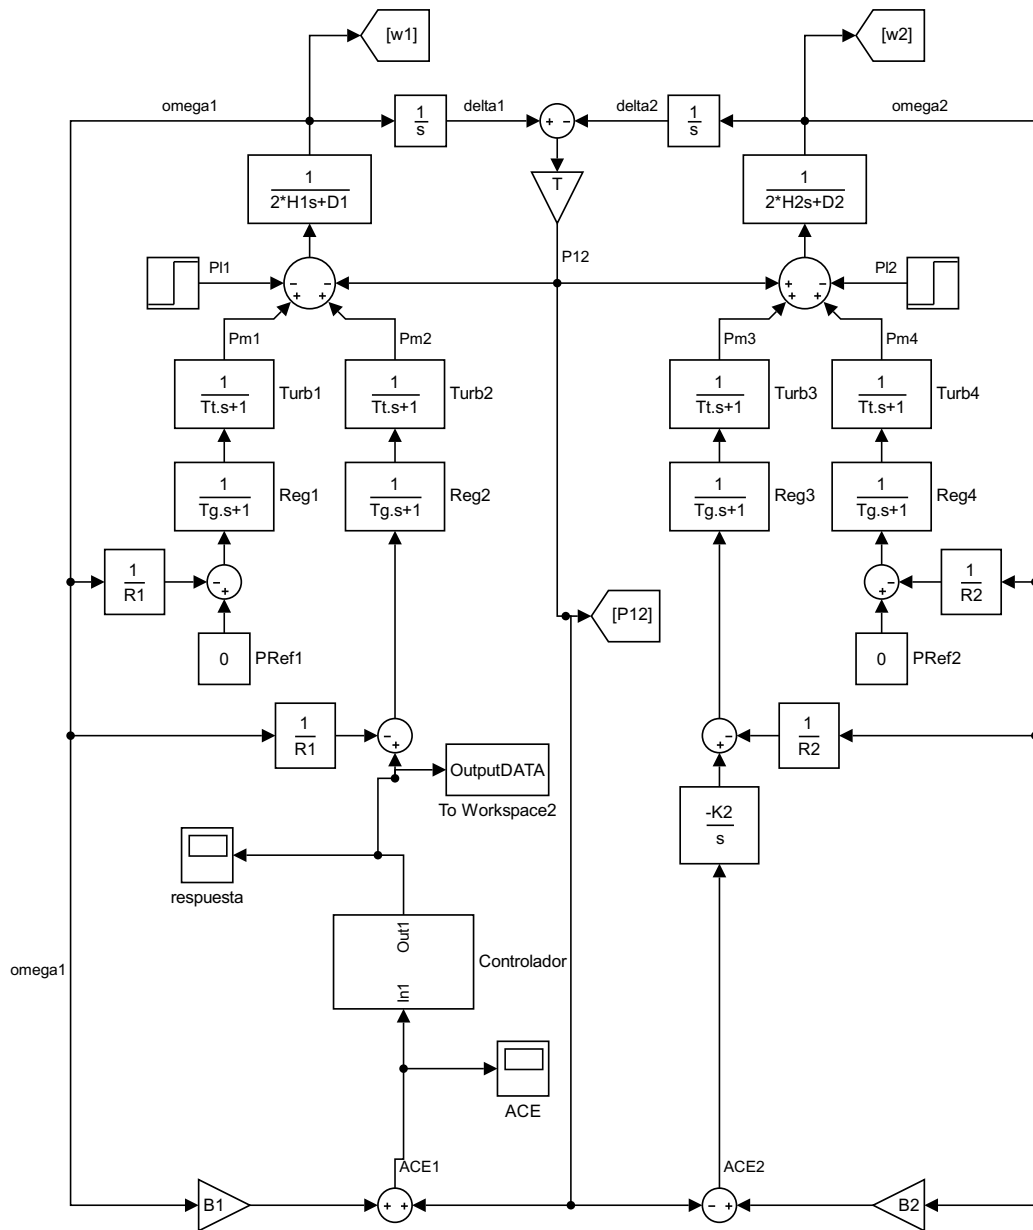 [w1]
[w2]
omega1
delta1
delta2
omega2
1
s
+ −
1
s
1
2*H1s+D1
T
1
2*H2s+D2
P12
Pl1
−
−
+ +
+
−
+ +
Pl2
Pm1
Pm2
Pm3
Pm4
1
Tt.s+1
Turb1
1
Tt.s+1
Turb2
1
Tt.s+1
Turb3
1
Tt.s+1
Turb4
1
Tg.s+1
Reg1
1
Tg.s+1
Reg2
1
Tg.s+1
Reg3
1
Tg.s+1
Reg4
1
R1
−
+
−
+
1
R2
[P12]
0
PRef1
0
PRef2
1
R1
−
+
−
+
1
R2
OutputDATA
To Workspace2
-K2
s
respuesta
Out1
Controlador
In1
omega1
ACE
ACE1
ACE2
B1
+ +
− +
B2